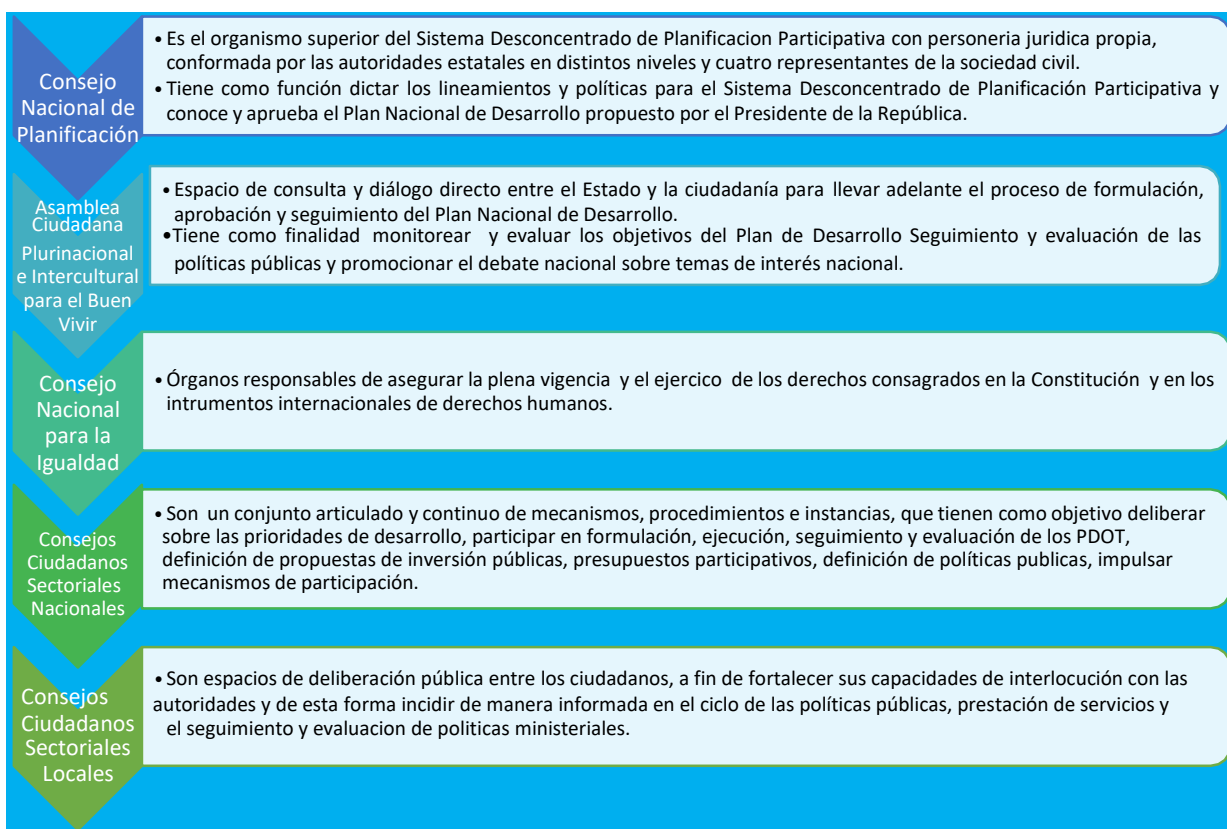 Consejo
Nacional de
Planificación
• Es el organismo superior del Sistema Desconcentrado de Planificacion Participativa con personeria juridica propia,
conformada por las autoridades estatales en distintos niveles y cuatro representantes de la sociedad civil.
• Tiene como función dictar los lineamientos y políticas para el Sistema Desconcentrado de Planificación Participativa y
conoce y aprueba el Plan Nacional de Desarrollo propuesto por el Presidente de la República.
Asamblea
Ciudadana
Plurinacional
e Intercultural
para el Buen
Vivir
• Espacio de consulta y diálogo directo entre el Estado y la ciudadanía para llevar adelante el proceso de formulación,
aprobación y seguimiento del Plan Nacional de Desarrollo.
•Tiene como finalidad monitorear y evaluar los objetivos del Plan de Desarrollo Seguimiento y evaluación de las
políticas públicas y promocionar el debate nacional sobre temas de interés nacional.
Consejo
Nacional
para la
Igualdad
• Órganos responsables de asegurar la plena vigencia y el ejercico de los derechos consagrados en la Constitución y en los
intrumentos internacionales de derechos humanos.
Consejos
Ciudadanos
Sectoriales
Nacionales
• Son un conjunto articulado y continuo de mecanismos, procedimientos e instancias, que tienen como objetivo deliberar
sobre las prioridades de desarrollo, participar en formulación, ejecución, seguimiento y evaluación de los PDOT,
definición de propuestas de inversión públicas, presupuestos participativos, definición de políticas publicas, impulsar
mecanismos de participación.
Consejos
Ciudadanos
Sectoriales
Locales
• Son espacios de deliberación pública entre los ciudadanos, a fin de fortalecer sus capacidades de interlocución con las
autoridades y de esta forma incidir de manera informada en el ciclo de las políticas públicas, prestación de servicios y
el seguimiento y evaluacion de politicas ministeriales.